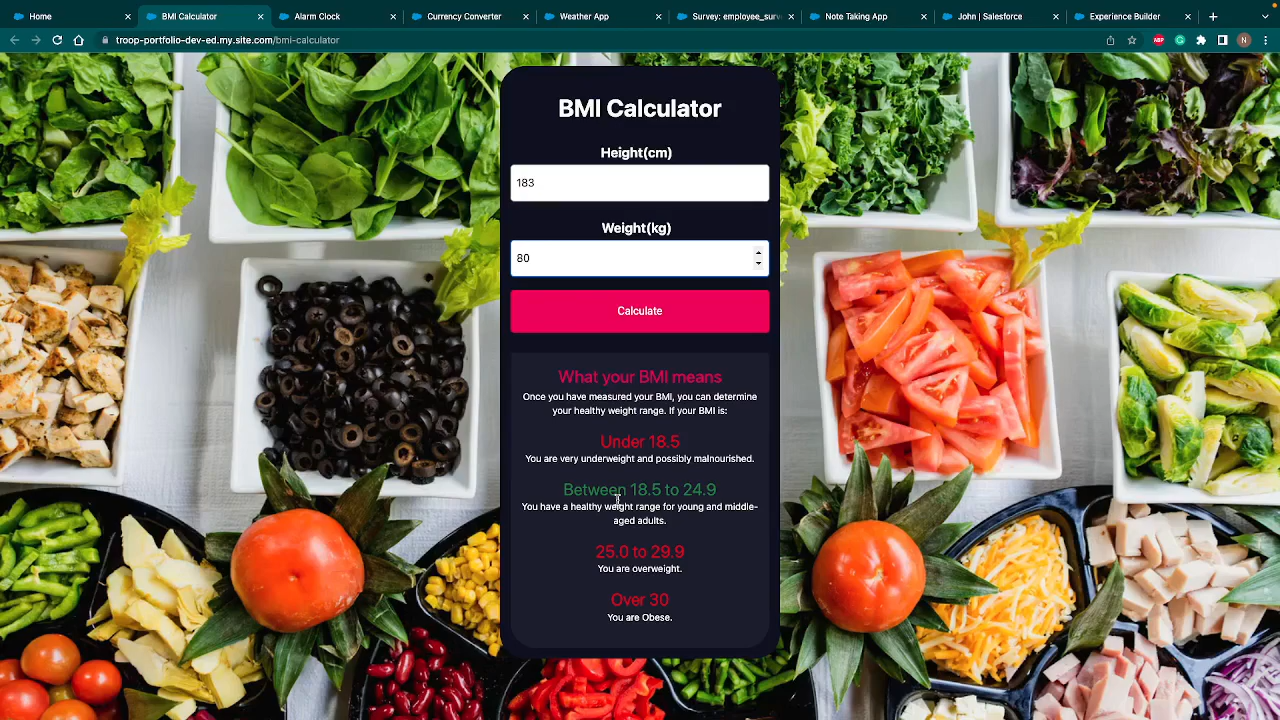 Home
BMI Calculator
Alarm Clock
Currency Converter
Weather App
Survey: employee_surv
Note Taking App
John | Salesforce
Experience Builder
troop-portfolio-dev-ed.my.site.com/bmi-calculator
ABP
N
BMI Calculator
Height(cm)
183
Weight(kg)
80
Calculate
What your BMI means
Once you have measured your BMI, you can determine
your healthy weight range. If your BMI is:
Under 18.5
You are very underweight and possibly malnourished.
Between 18.5 to 24.9
You have a healthy weight range for young and middle-
aged adults.
25.0 to 29.9
You are overweight.
Over 30
You are Obese.